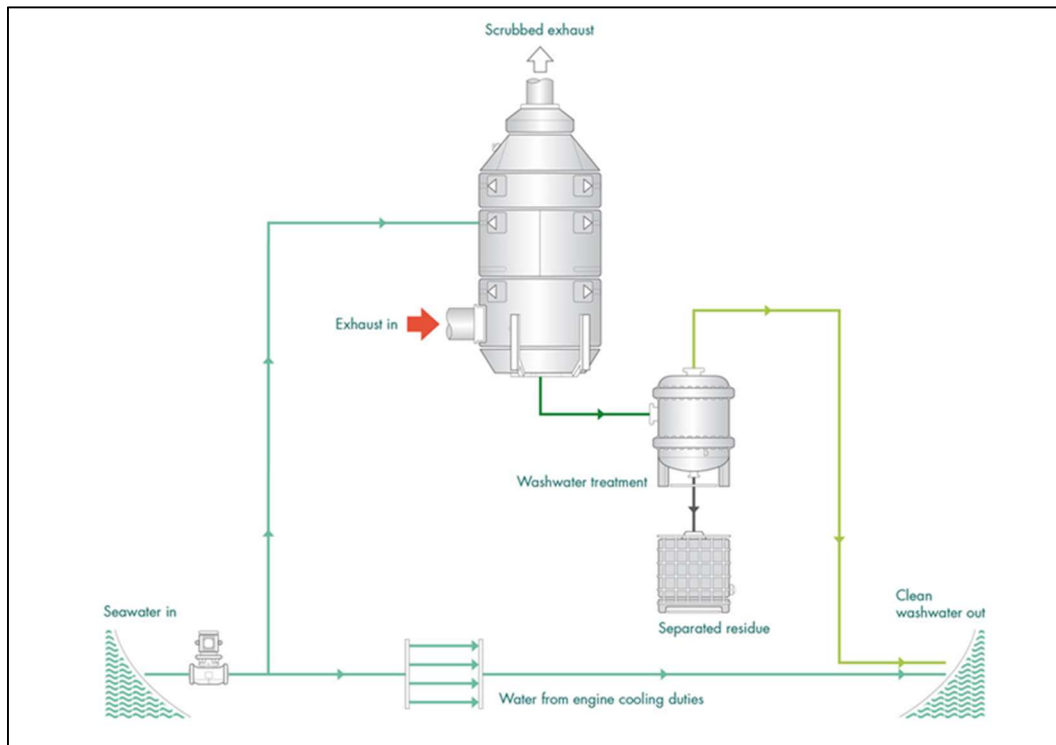 Scrubbed exhaust
Exhaust in
Washwater treatment
Seawater in
Separated residue
Clean
washwater out
Water from engine cooling duties